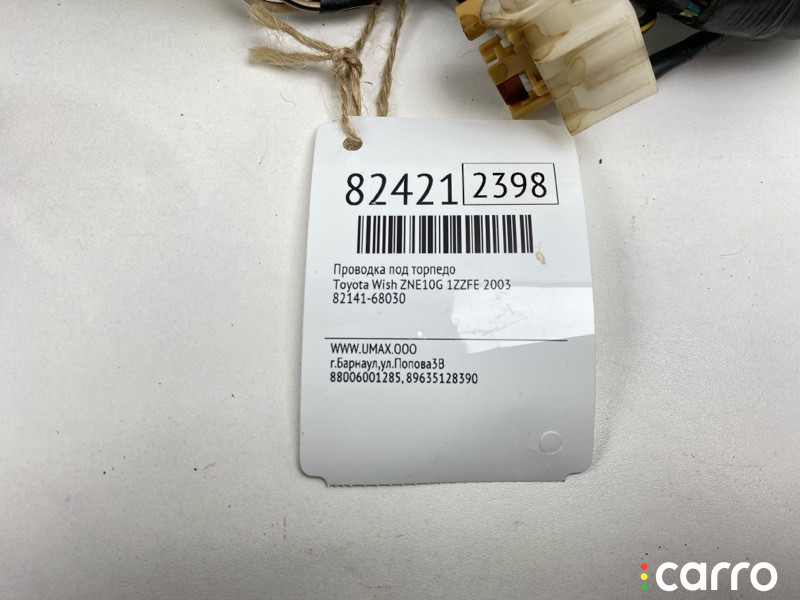 82421 2398
Проводка под торпедо
Toyota Wish ZNE10G 1ZZFE 2003
82141-68030
WWW.UMAX.OOO
г.Барнаул,ул.Попова3В
88006001285, 89635128390
carro